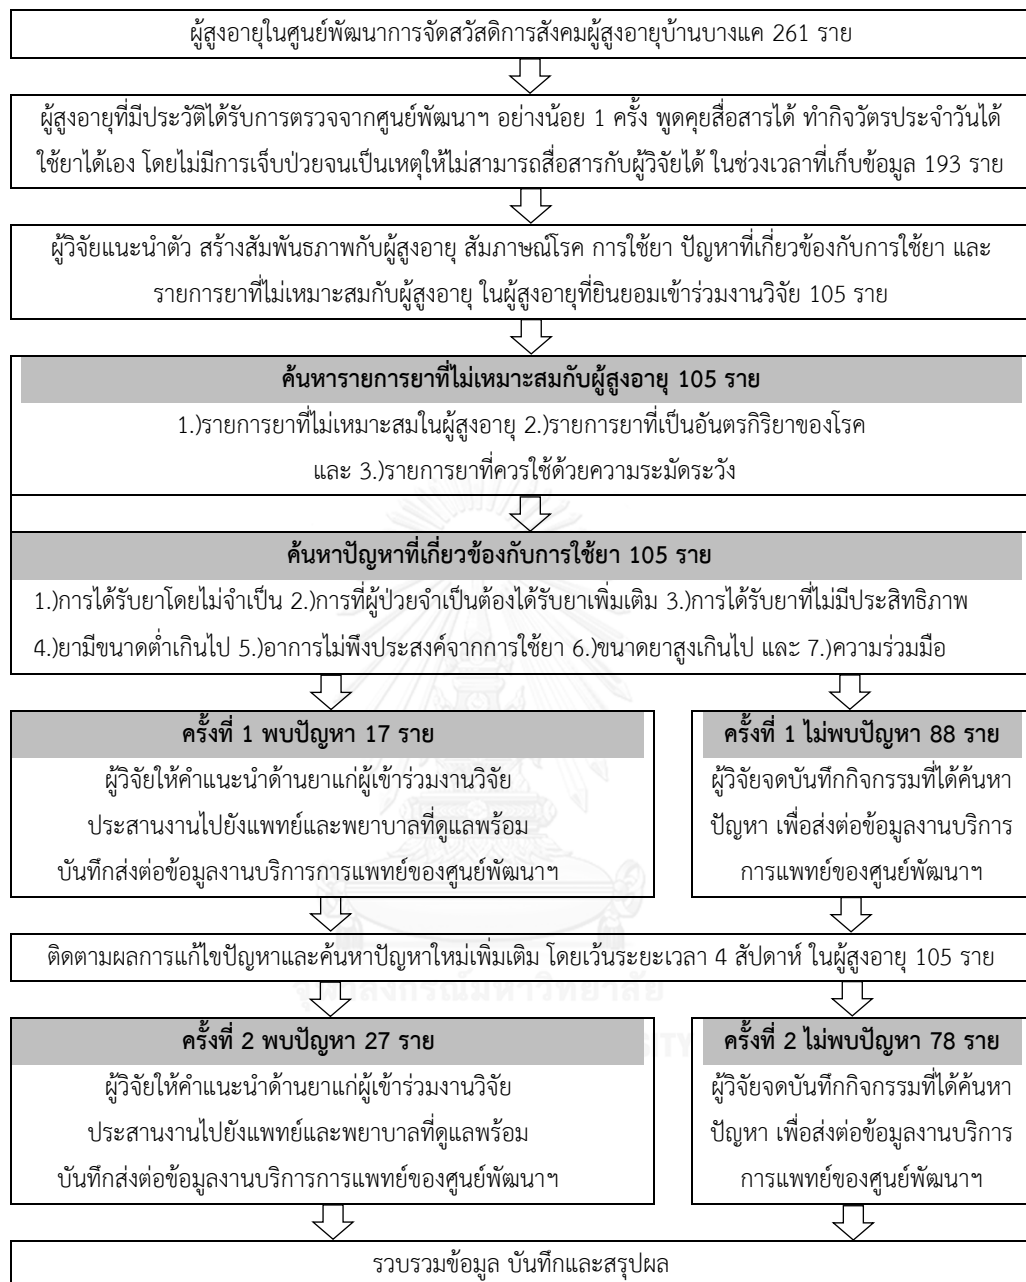 ผู้สูงอายุในศูนย์พัฒนาการจัดสวัสดิการสังคมผู้สูงอายุบ้านบางแค 261 ราย
ผู้สูงอายุที่มีประวัติได้รับการตรวจจากศูนย์พัฒนาฯ อย่างน้อย 1 ครั้ง พูดคุยสื่อสารได้ ทำกิจวัตรประจำวันได้
ใช้ยาได้เอง โดยไม่มีการเจ็บป่วยจนเป็นเหตุให้ไม่สามารถสื่อสารกับผู้วิจัยได้ ในช่วงเวลาที่เก็บข้อมูล 193 ราย
ผู้วิจัยแนะนำตัว สร้างสัมพันธภาพกับผู้สูงอายุ สัมภาษณ์โรค การใช้ยา ปัญหาที่เกี่ยวข้องกับการใช้ยา และ
รายการยาที่ไม่เหมาะสมกับผู้สูงอายุ ในผู้สูงอายุที่ยินยอมเข้าร่วมงานวิจัย 105 ราย
ค้นหารายการยาที่ไม่เหมาะสมกับผู้สูงอายุ 105 ราย
1.)รายการยาที่ไม่เหมาะสมในผู้สูงอายุ 2.)รายการยาที่เป็นอันตรกิริยาของโรค
และ 3.)รายการยาที่ควรใช้ด้วยความระมัดระวัง
ค้นหาปัญหาที่เกี่ยวข้องกับการใช้ยา 105 ราย
1.)การได้รับยาโดยไม่จำเป็น 2.)การที่ผู้ป่วยจำเป็นต้องได้รับยาเพิ่มเติม 3.)การได้รับยาที่ไม่มีประสิทธิภาพ
4.)ยามีขนาดต่ำเกินไป 5.)อาการไม่พึงประสงค์จากการใช้ยา 6.)ขนาดยาสูงเกินไป และ 7.)ความร่วมมือ
ครั้งที่ 1 พบปัญหา 17 ราย
ผู้วิจัยให้คำแนะนำด้านยาแก่ผู้เข้าร่วมงานวิจัย
ประสานงานไปยังแพทย์และพยาบาลที่ดูแลพร้อม
บันทึกส่งต่อข้อมูลงานบริการการแพทย์ของศูนย์พัฒนาฯ
ครั้งที่ 1 ไม่พบปัญหา 88 ราย
ผู้วิจัยจดบันทึกกิจกรรมที่ได้ค้นหา
ปัญหา เพื่อส่งต่อข้อมูลงานบริการ
การแพทย์ของศูนย์พัฒนาฯ
ติดตามผลการแก้ไขปัญหาและค้นหาปัญหาใหม่เพิ่มเติม โดยเว้นระยะเวลา 4 สัปดาห์ ในผู้สูงอายุ 105 ราย
จุฬาลงกรณ์มหาวิทยาลัย
ครั้งที่ 2 พบปัญหา 27 ราย
ผู้วิจัยให้คำแนะนำด้านยาแก่ผู้เข้าร่วมงานวิจัย
ประสานงานไปยังแพทย์และพยาบาลที่ดูแลพร้อม
บันทึกส่งต่อข้อมูลงานบริการการแพทย์ของศูนย์พัฒนาฯ
ครั้งที่ 2 ไม่พบปัญหา 78 ราย
ผู้วิจัยจดบันทึกกิจกรรมที่ได้ค้นหา
ปัญหา เพื่อส่งต่อข้อมูลงานบริการ
การแพทย์ของศูนย์พัฒนาฯ
รวบรวมข้อมูล บันทึกและสรุปผล